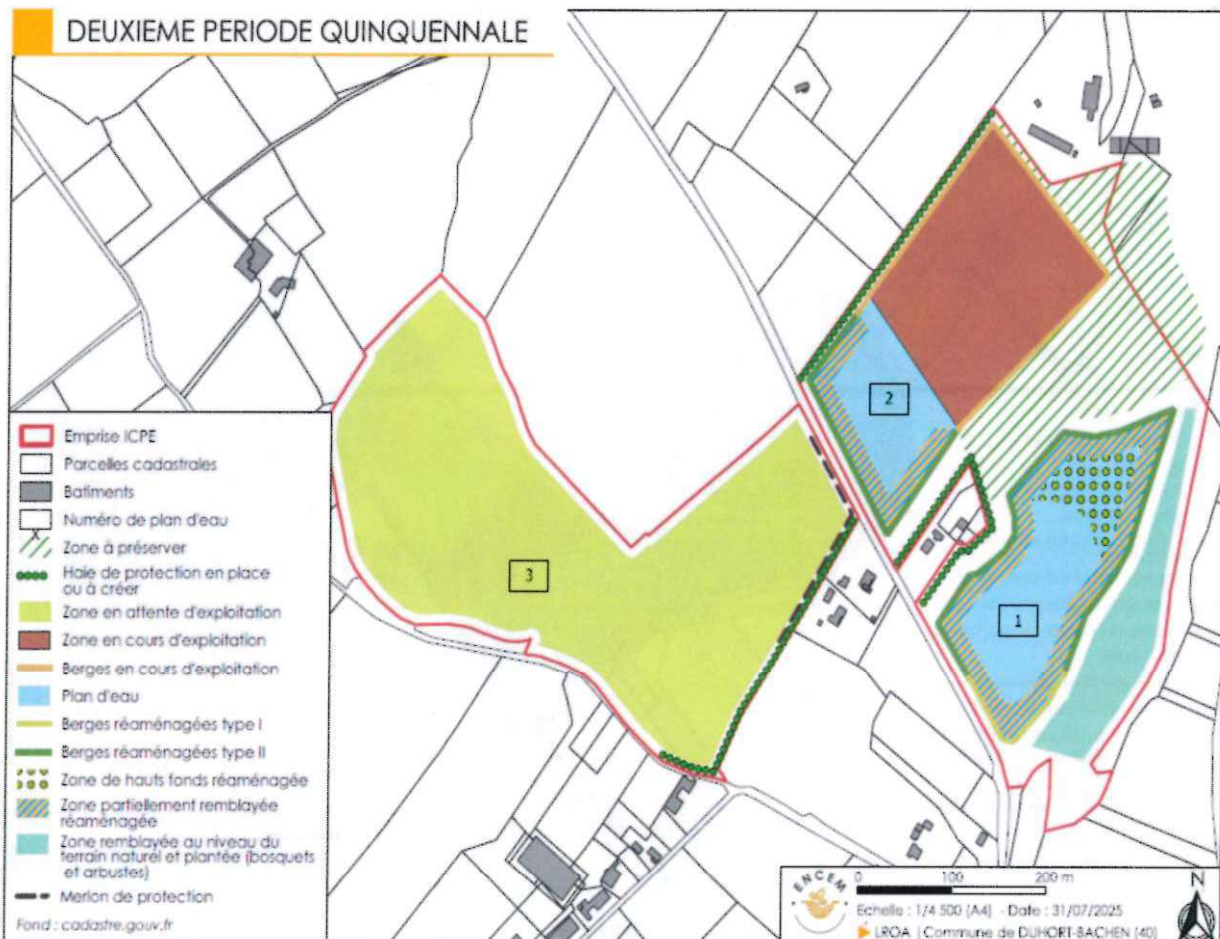 DEUXIEME PERIODE QUINQUENNALE
2
1
3
Emprise ICPE
Parcelles cadastrales
Batiments
Numéro de plan d'eau
X
Zone à préserver
Haie de protection en place
ou à créer
Zone en attente d'exploitation
Zone en cours d'exploitation
Berges en cours d'exploitation
Plan d'eau
Berges réaménagées type I
Berges réaménagées type II
Zone de hauts fonds réaménagée
Zone partiellement remblayée
réaménagée
Zone remblayée au niveau du
terrain naturel et plantée (bosquets
et arbustes)
Merlon de protection
Fond : cadastre.gouv.fr
ENCEM
0 100 200 m
N
Echelle : 1/4 500 (A4) - Date : 31/07/2025
LROA | Commune de DUHORT-BACHEN (40)